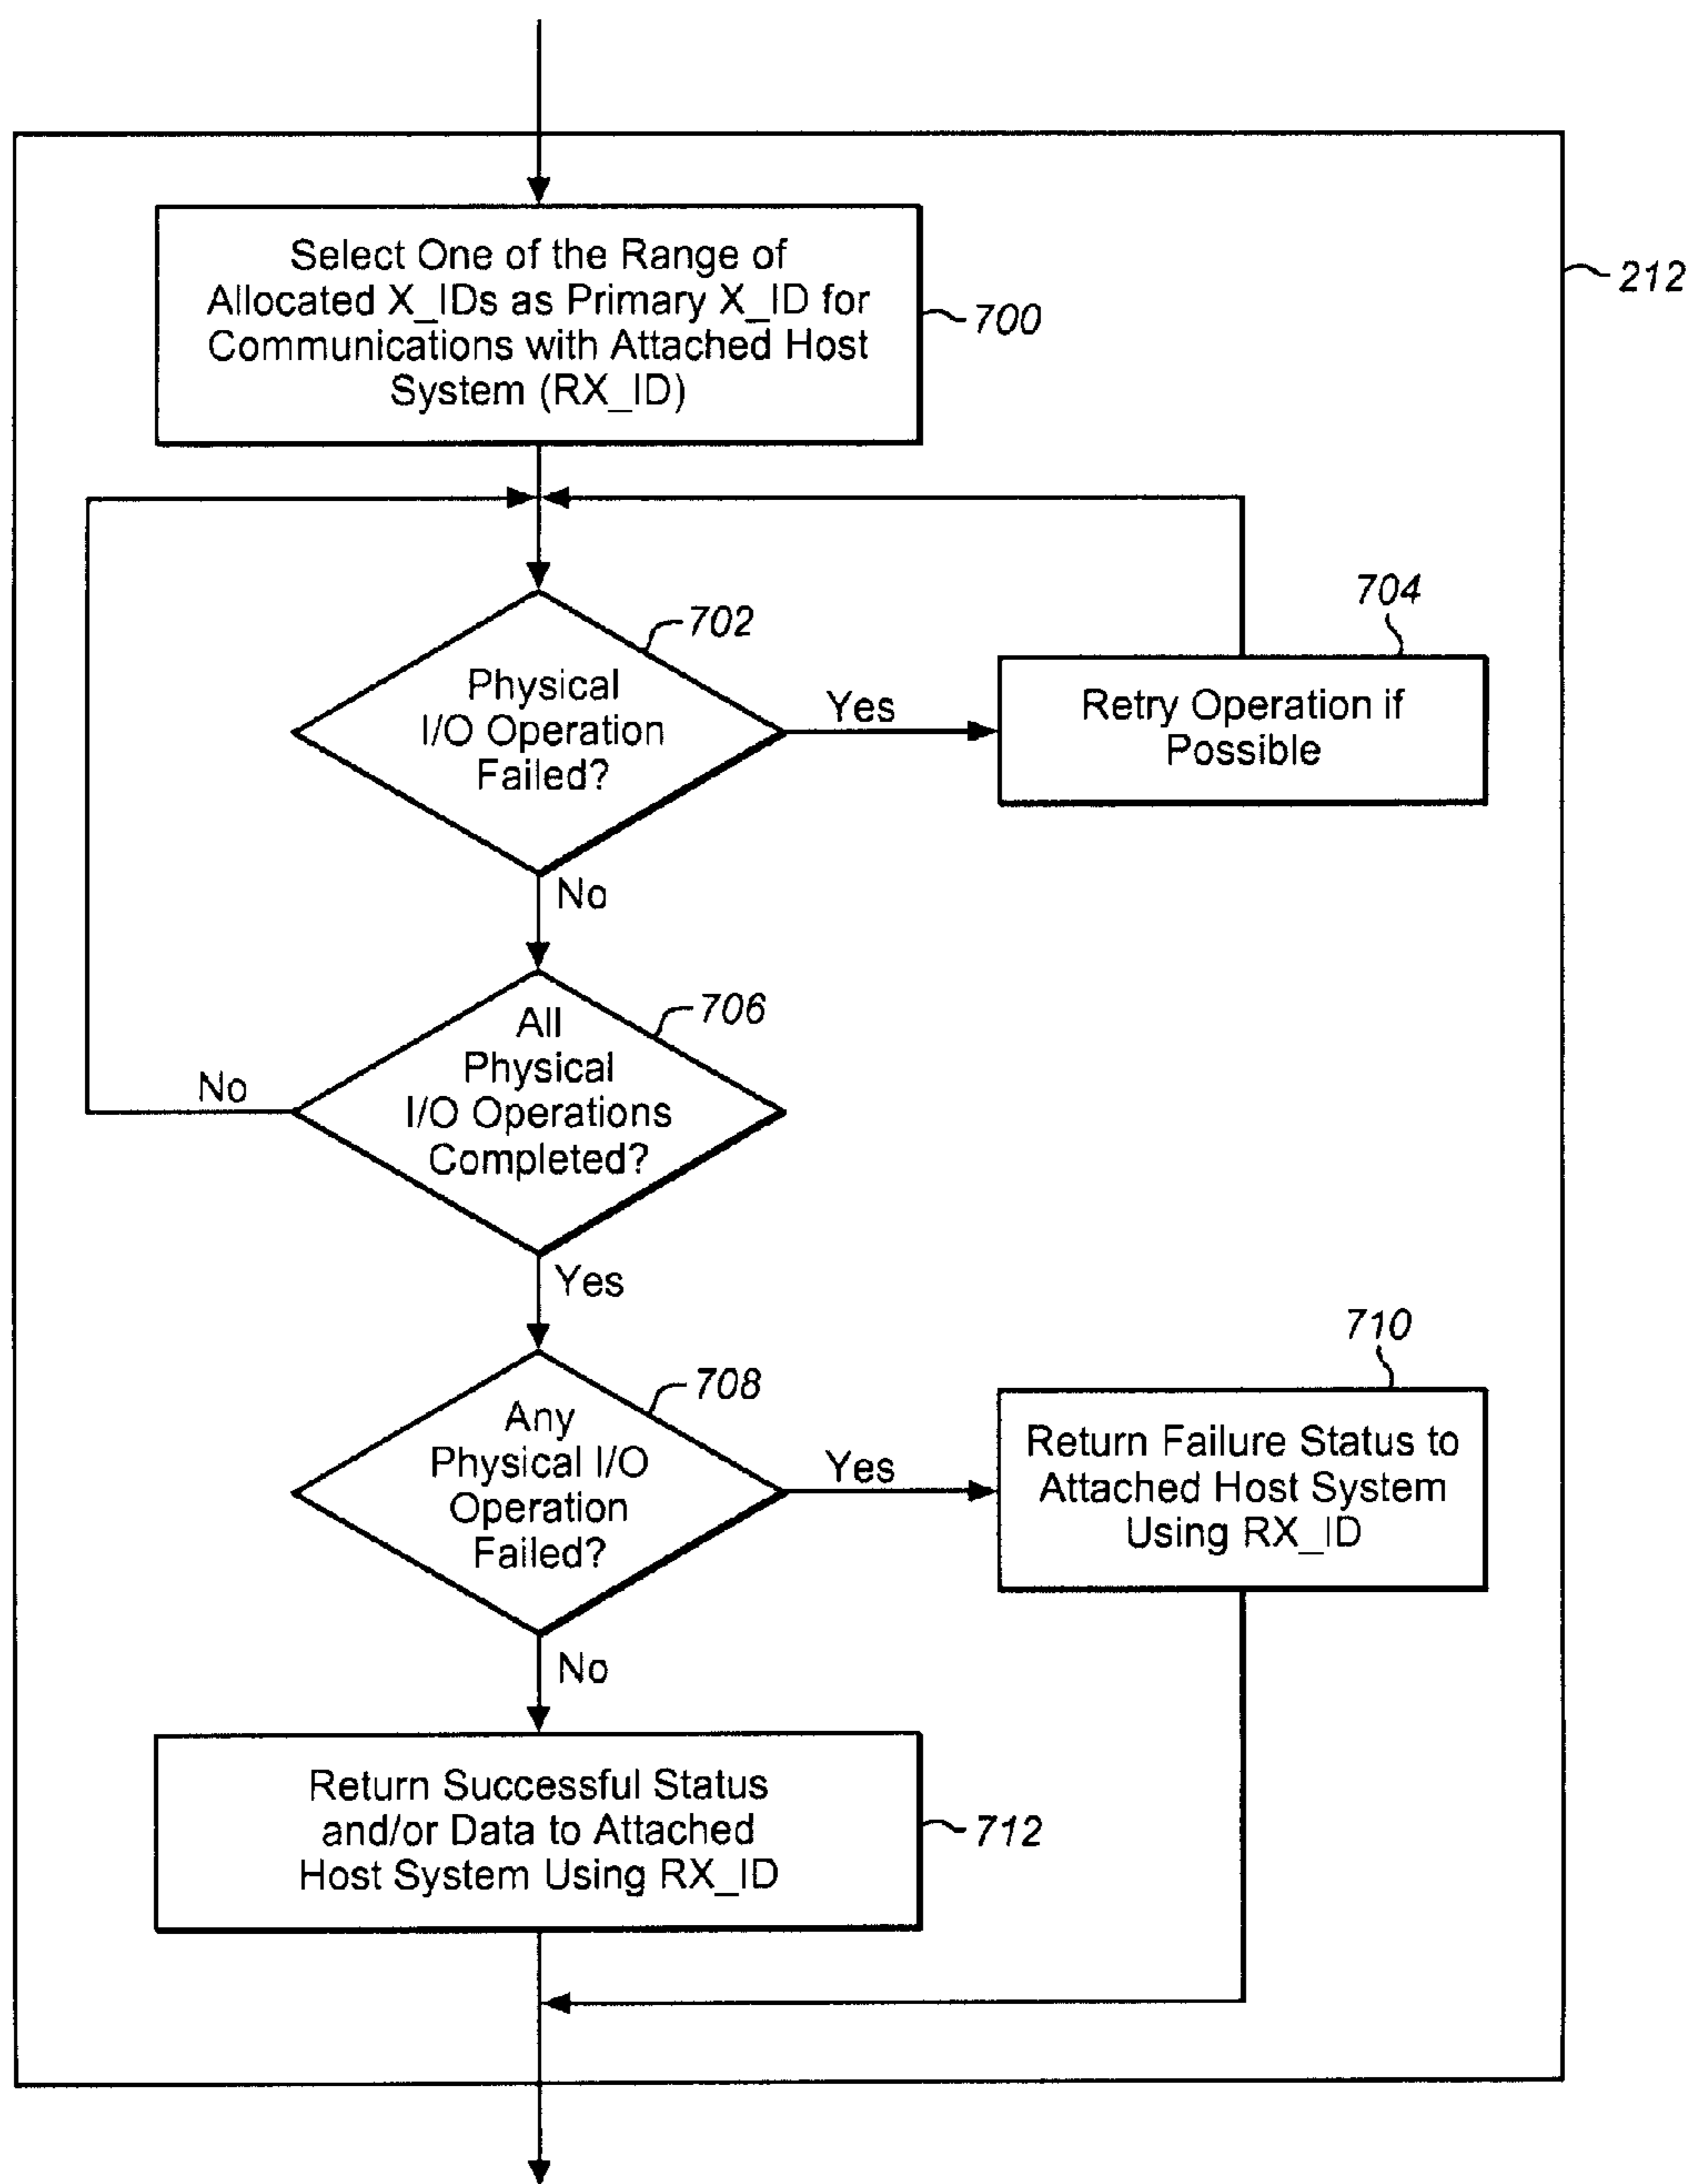 Select One of the Range of
Allocated X_IDs as Primary X_ID for
Communications with Attached Host
System (RX_ID)
700
212
702
Physical
I/O Operation
Failed?
Yes
704
Retry Operation if
Possible
No
706
All
Physical
I/O Operations
Completed?
No
Yes
708
Any
Physical I/O
Operation
Failed?
Yes
710
Return Failure Status to
Attached Host System
Using RX_ID
No
Return Successful Status
and/or Data to Attached
Host System Using RX_ID
712